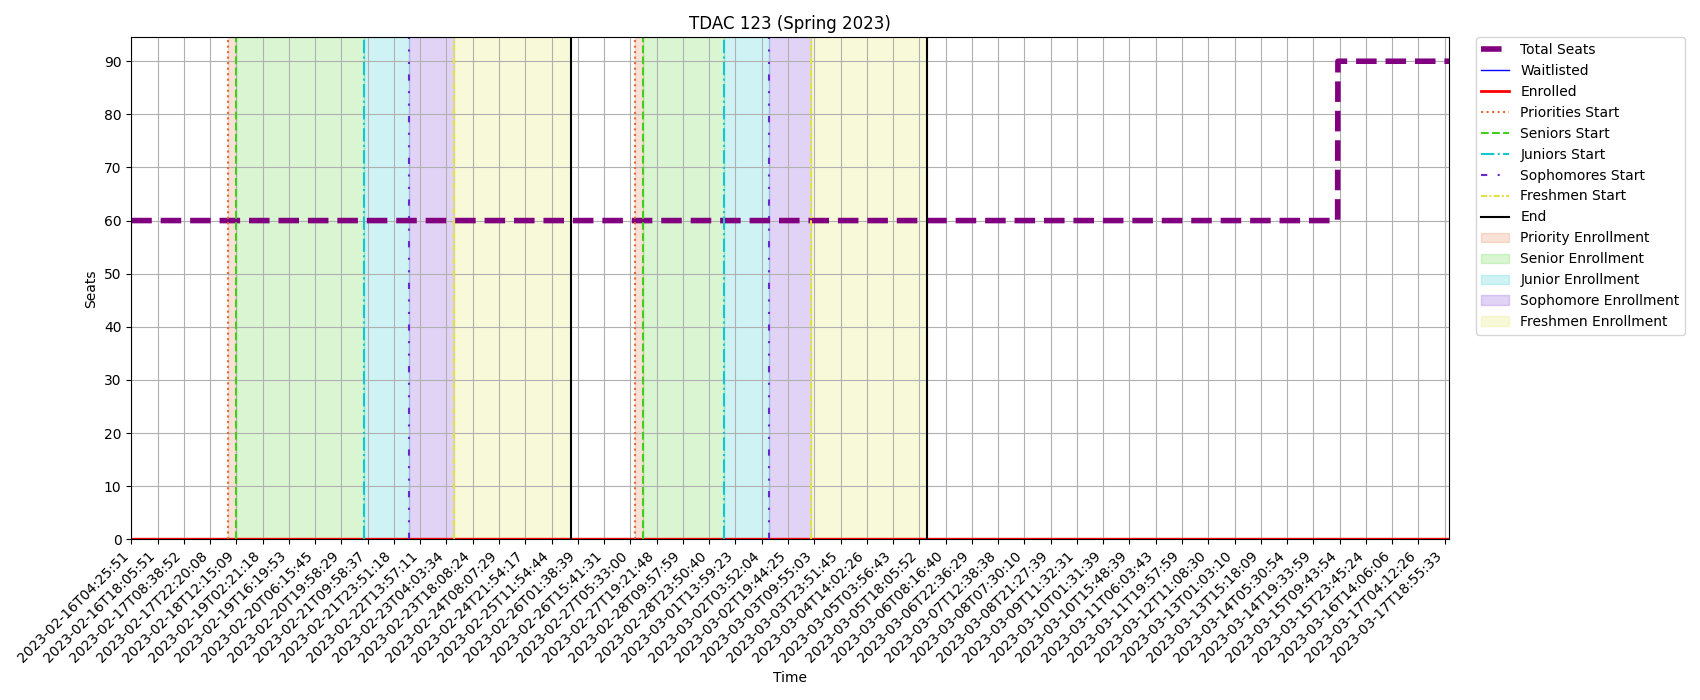 TDAC 123 (Spring 2023)
Seats
90
80
70
60
50
40
30
20
10
0
2023-02-16T04:25:51
2023-02-16T18:05:51
2023-02-17T08:38:52
2023-02-17T22:20:08
2023-02-18T12:15:09
2023-02-19T02:21:18
2023-02-19T16:19:53
2023-02-20T06:15:45
2023-02-20T19:58:29
2023-02-21T09:58:37
2023-02-21T23:51:18
2023-02-22T13:57:11
2023-02-23T04:03:34
2023-02-23T18:08:24
2023-02-24T08:07:29
2023-02-24T21:54:17
2023-02-25T11:54:44
2023-02-26T01:38:39
2023-02-26T15:41:31
2023-02-27T05:33:00
2023-02-27T19:21:48
2023-02-28T09:57:59
2023-02-28T23:50:40
2023-03-01T13:59:23
2023-03-02T03:52:04
2023-03-02T19:44:25
2023-03-03T09:55:03
2023-03-03T23:51:45
2023-03-04T14:02:26
2023-03-05T03:56:43
2023-03-05T18:05:52
2023-03-06T08:16:40
2023-03-06T22:36:29
2023-03-07T12:38:38
2023-03-08T07:30:10
2023-03-08T21:27:39
2023-03-09T11:32:31
2023-03-10T01:31:39
2023-03-10T15:48:39
2023-03-11T06:03:43
2023-03-11T19:57:59
2023-03-12T11:08:30
2023-03-13T01:03:10
2023-03-13T15:18:09
2023-03-14T05:30:54
2023-03-14T19:33:59
2023-03-15T09:43:54
2023-03-15T23:45:24
2023-03-16T14:06:06
2023-03-17T04:12:26
2023-03-17T18:55:33
Time
Total Seats
Waitlisted
Enrolled
Priorities Start
Seniors Start
Juniors Start
Sophomores Start
Freshmen Start
End
Priority Enrollment
Senior Enrollment
Junior Enrollment
Sophomore Enrollment
Freshmen Enrollment